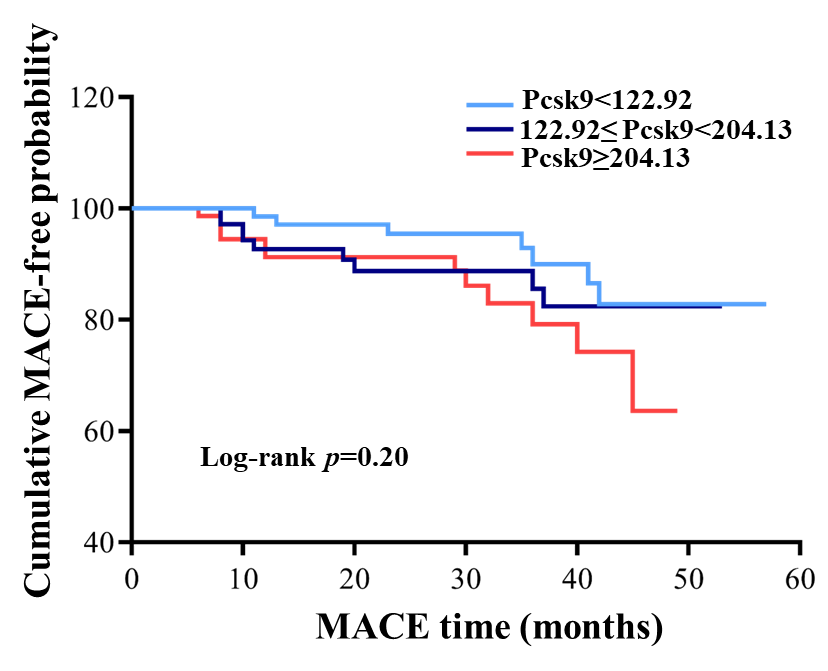 Cumulative MACE-free probability
120
100
80
60
40
Pcsk9<122.92
122.92≤ Pcsk9<204.13
Pcsk9≥204.13
Log-rank p=0.20
0 10 20 30 40 50 60
MACE time (months)